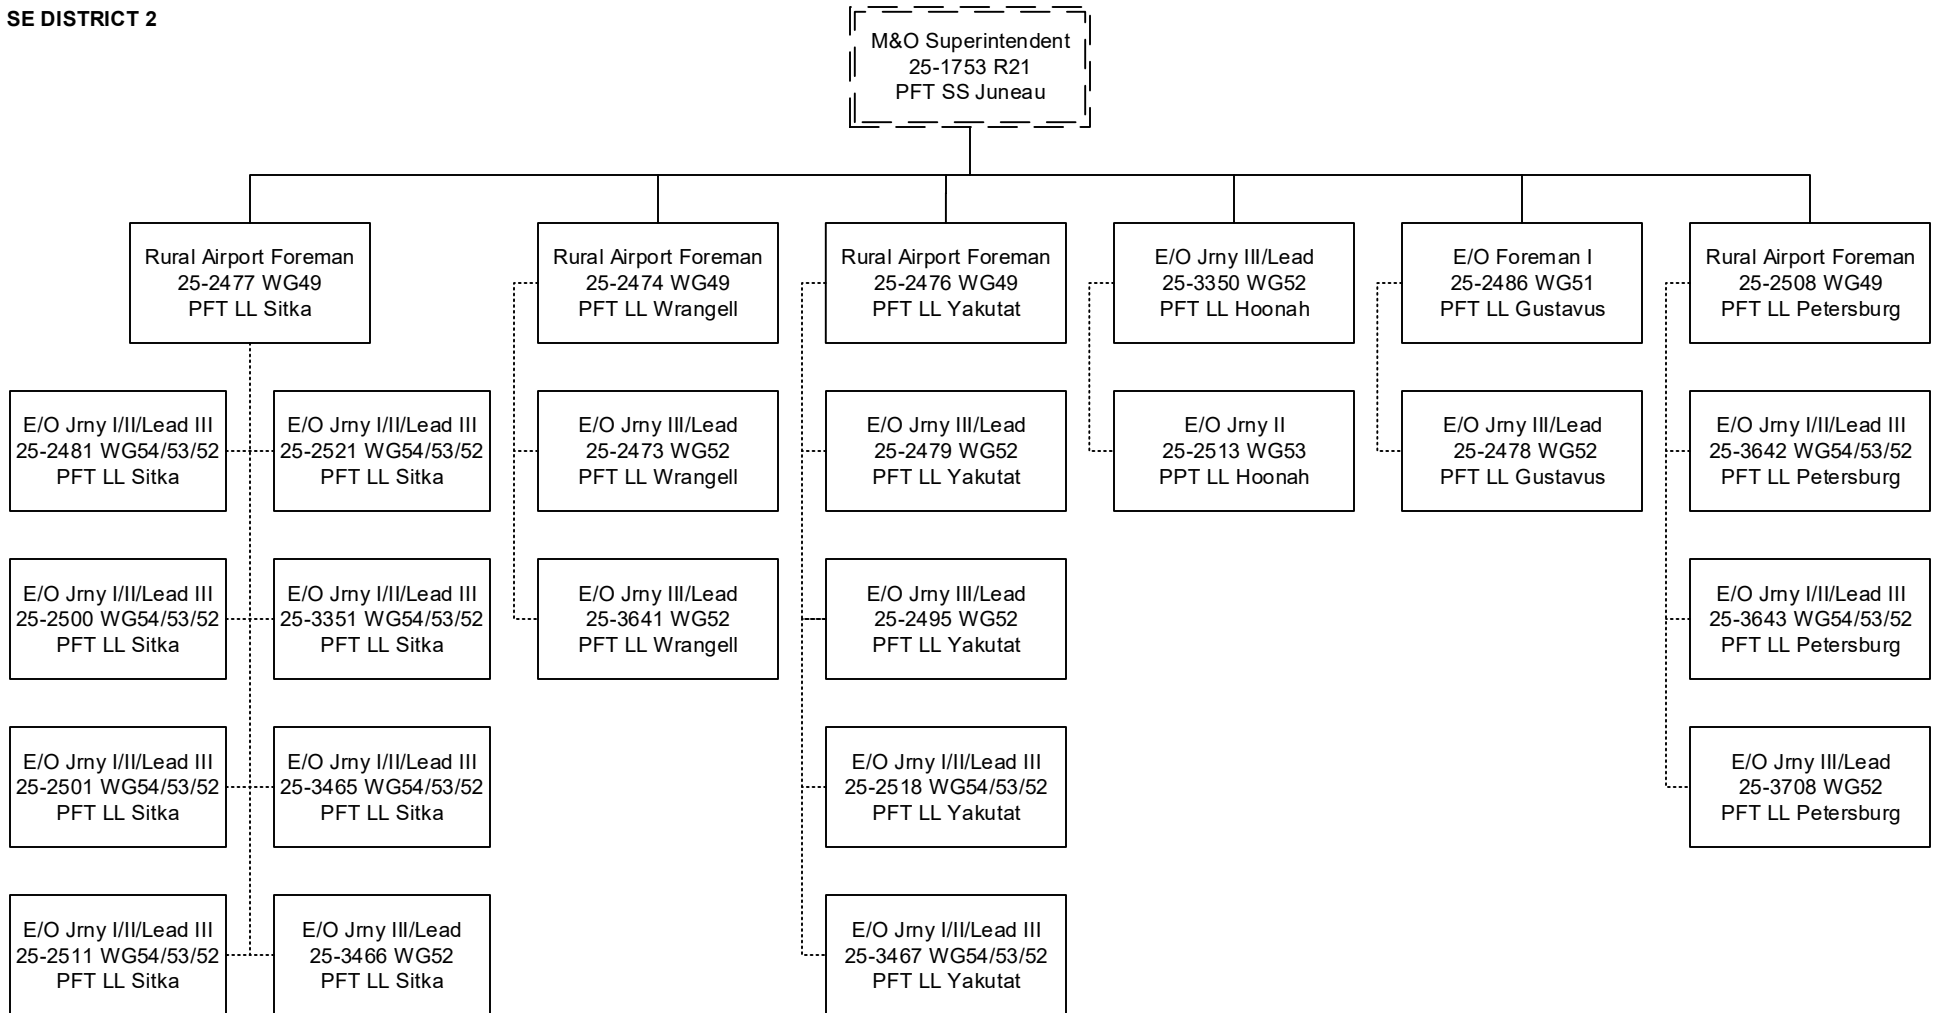 SE DISTRICT 2
M&O Superintendent
25-1753 R21
PFT SS Juneau
Rural Airport Foreman
25-2477 WG49
PFT LL Sitka
Rural Airport Foreman
25-2474 WG49
PFT LL Wrangell
Rural Airport Foreman
25-2476 WG49
PFT LL Yakutat
E/O Jrny III/Lead
25-3350 WG52
PFT LL Hoonah
E/O Foreman I
25-2486 WG51
PFT LL Gustavus
Rural Airport Foreman
25-2508 WG49
PFT LL Petersburg
E/O Jrny I/II/Lead III
25-2481 WG54/53/52
PFT LL Sitka
E/O Jrny I/II/Lead III
25-2521 WG54/53/52
PFT LL Sitka
E/O Jrny III/Lead
25-2473 WG52
PFT LL Wrangell
E/O Jrny III/Lead
25-2479 WG52
PFT LL Yakutat
E/O Jrny II
25-2513 WG53
PPT LL Hoonah
E/O Jrny III/Lead
25-2478 WG52
PFT LL Gustavus
E/O Jrny I/II/Lead III
25-3642 WG54/53/52
PFT LL Petersburg
E/O Jrny I/II/Lead III
25-2500 WG54/53/52
PFT LL Sitka
E/O Jrny I/II/Lead III
25-3351 WG54/53/52
PFT LL Sitka
E/O Jrny III/Lead
25-3641 WG52
PFT LL Wrangell
E/O Jrny III/Lead
25-2495 WG52
PFT LL Yakutat
E/O Jrny I/II/Lead III
25-3643 WG54/53/52
PFT LL Petersburg
E/O Jrny I/II/Lead III
25-2501 WG54/53/52
PFT LL Sitka
E/O Jrny I/II/Lead III
25-3465 WG54/53/52
PFT LL Sitka
E/O Jrny I/II/Lead III
25-2518 WG54/53/52
PFT LL Yakutat
E/O Jrny III/Lead
25-3708 WG52
PFT LL Petersburg
E/O Jrny I/II/Lead III
25-2511 WG54/53/52
PFT LL Sitka
E/O Jrny III/Lead
25-3466 WG52
PFT LL Sitka
E/O Jrny I/II/Lead III
25-3467 WG54/53/52
PFT LL Yakutat